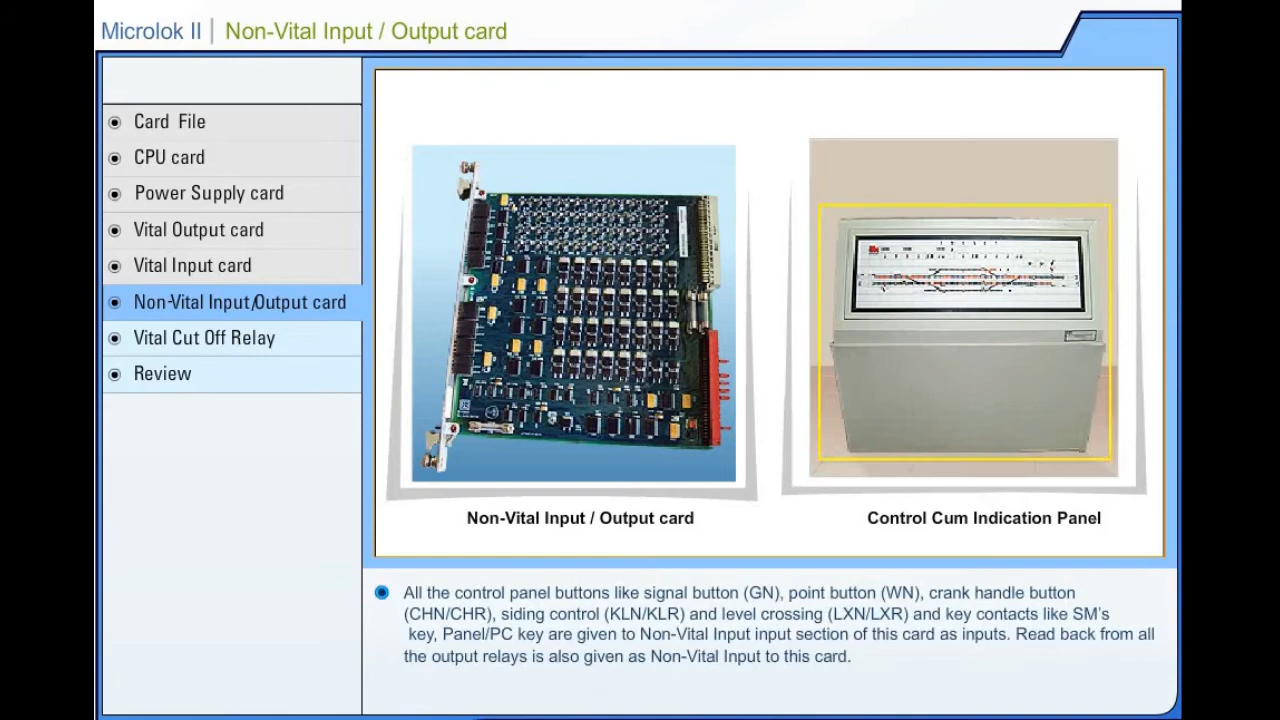 Microlok II | Non-Vital Input / Output card
Card File
CPU card
Power Supply card
Vital Output card
Vital Input card
Non-Vital Input/Output card
Vital Cut Off Relay
Review
Non-Vital Input / Output card
Control Cum Indication Panel
All the control panel buttons like signal button (GN), point button (WN), crank handle button
(CHN/CHR), siding control (KLN/KLR) and level crossing (LXN/LXR) and key contacts like SM's
key, Panel/PC key are given to Non-Vital Input input section of this card as inputs. Read back from all
the output relays is also given as Non-Vital Input to this card.